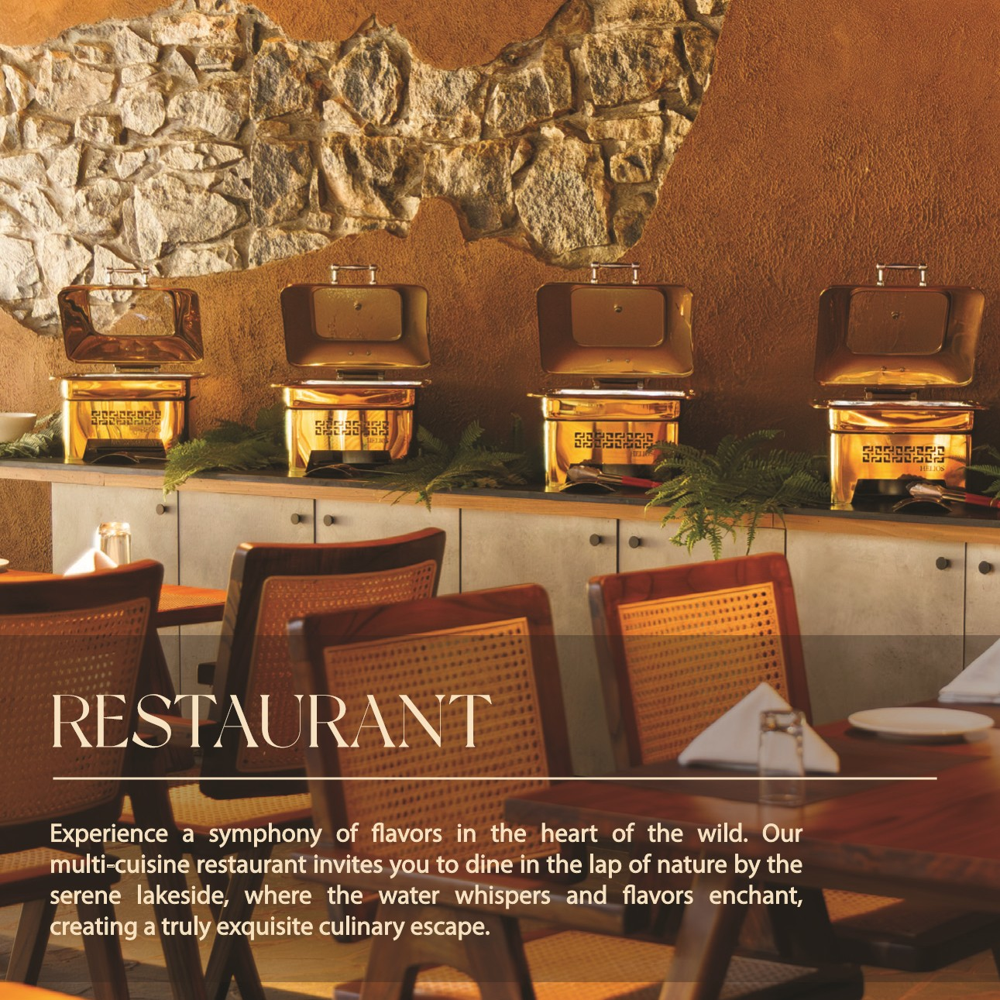 HELIOS
HELIOS
HELIOS
RESTAURANT
Experience a symphony of flavors in the heart of the wild. Our
multi-cuisine restaurant invites you to dine in the lap of nature by the
serene lakeside, where the water whispers and flavors enchant,
creating a truly exquisite culinary escape.